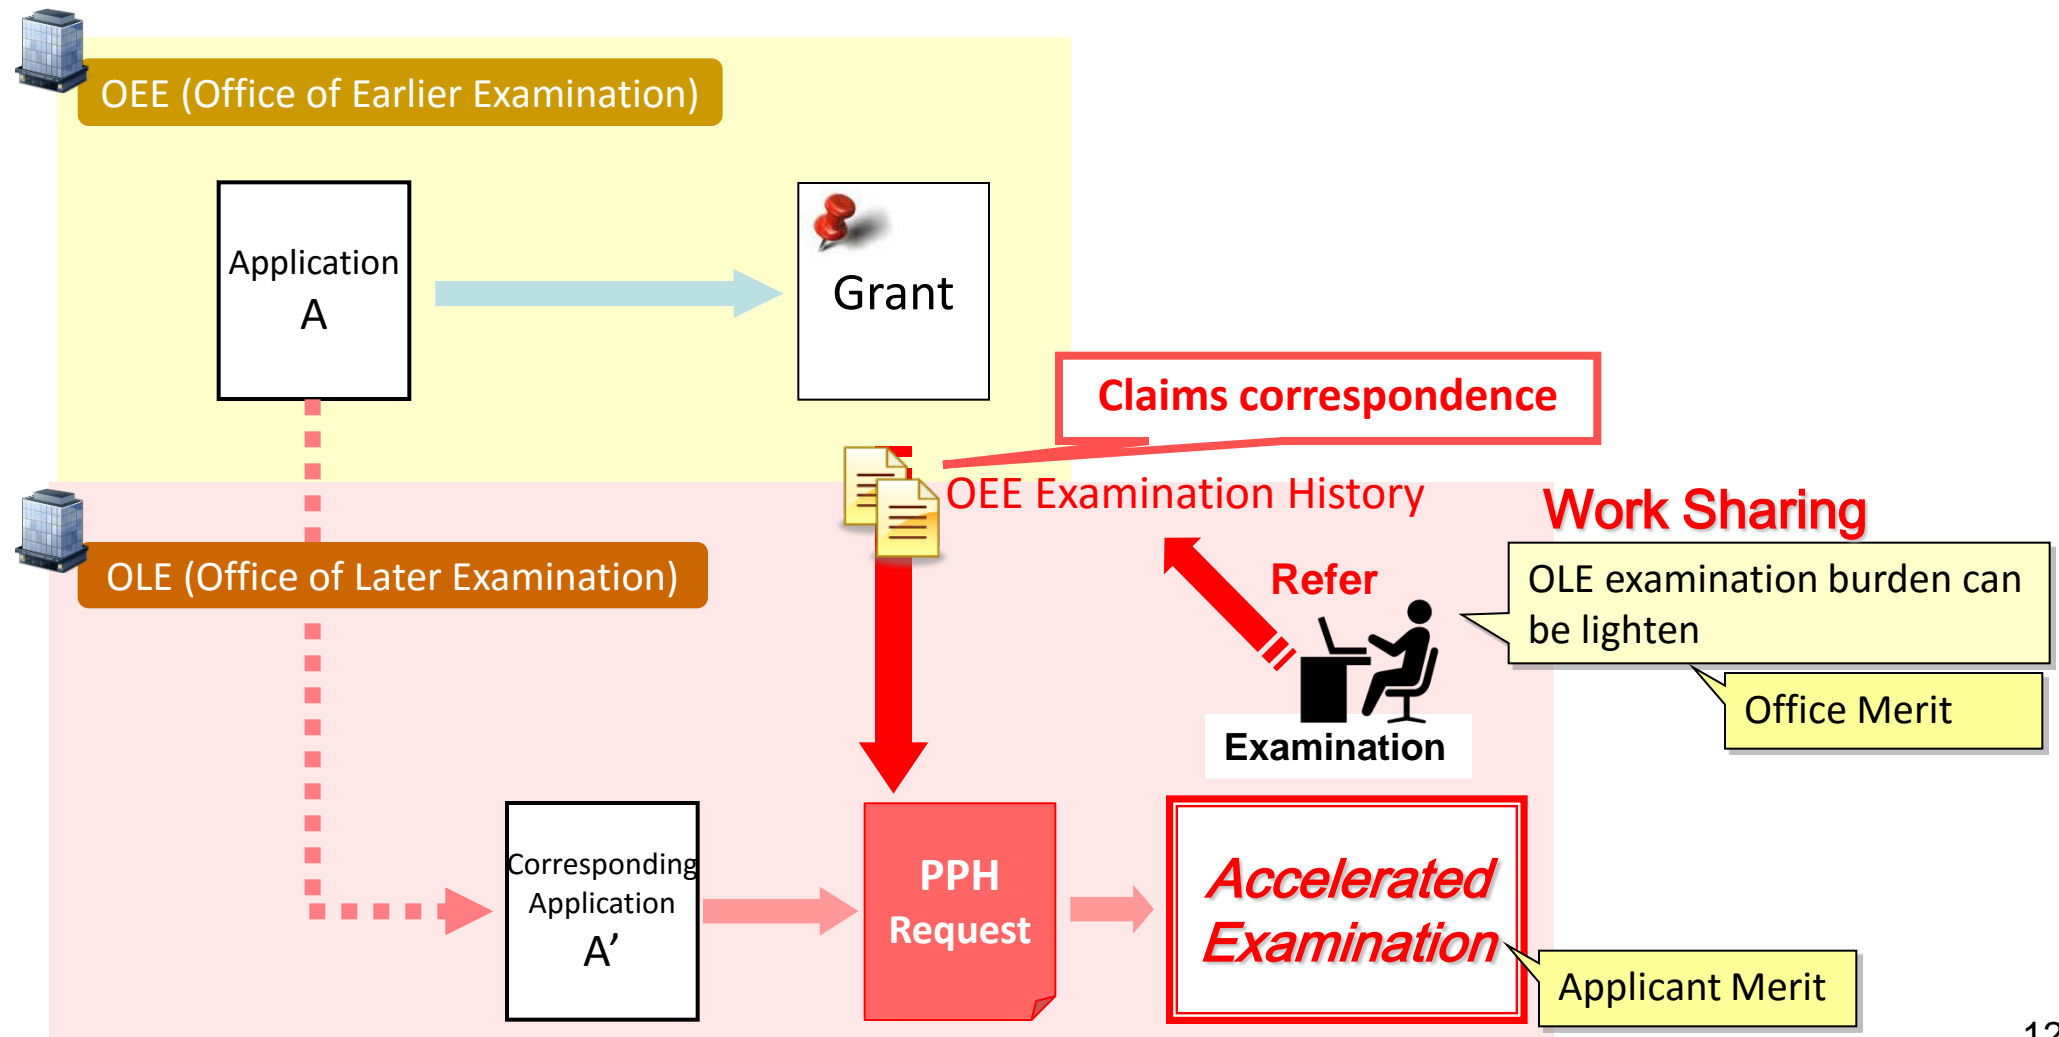 OEE (Office of Earlier Examination)
Application
A
Grant
Claims correspondence
OEE Examination History
Work Sharing
OLE (Office of Later Examination)
Refer
OLE examination burden can
be lighten
Office Merit
Examination
Corresponding
Application
A’
PPH
Request
Accelerated
Examination
Applicant Merit
12